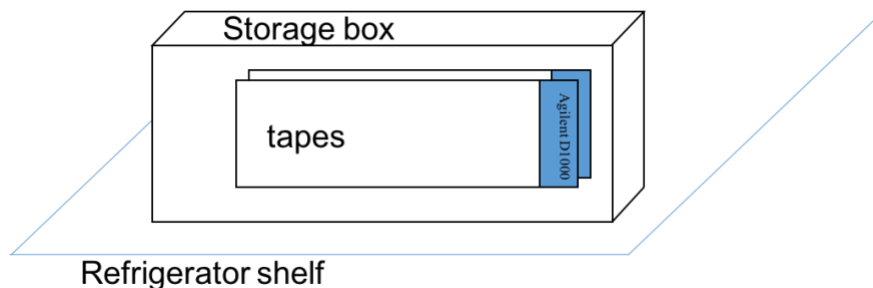 Storage box
tapes
Agilent D1000
Refrigerator shelf